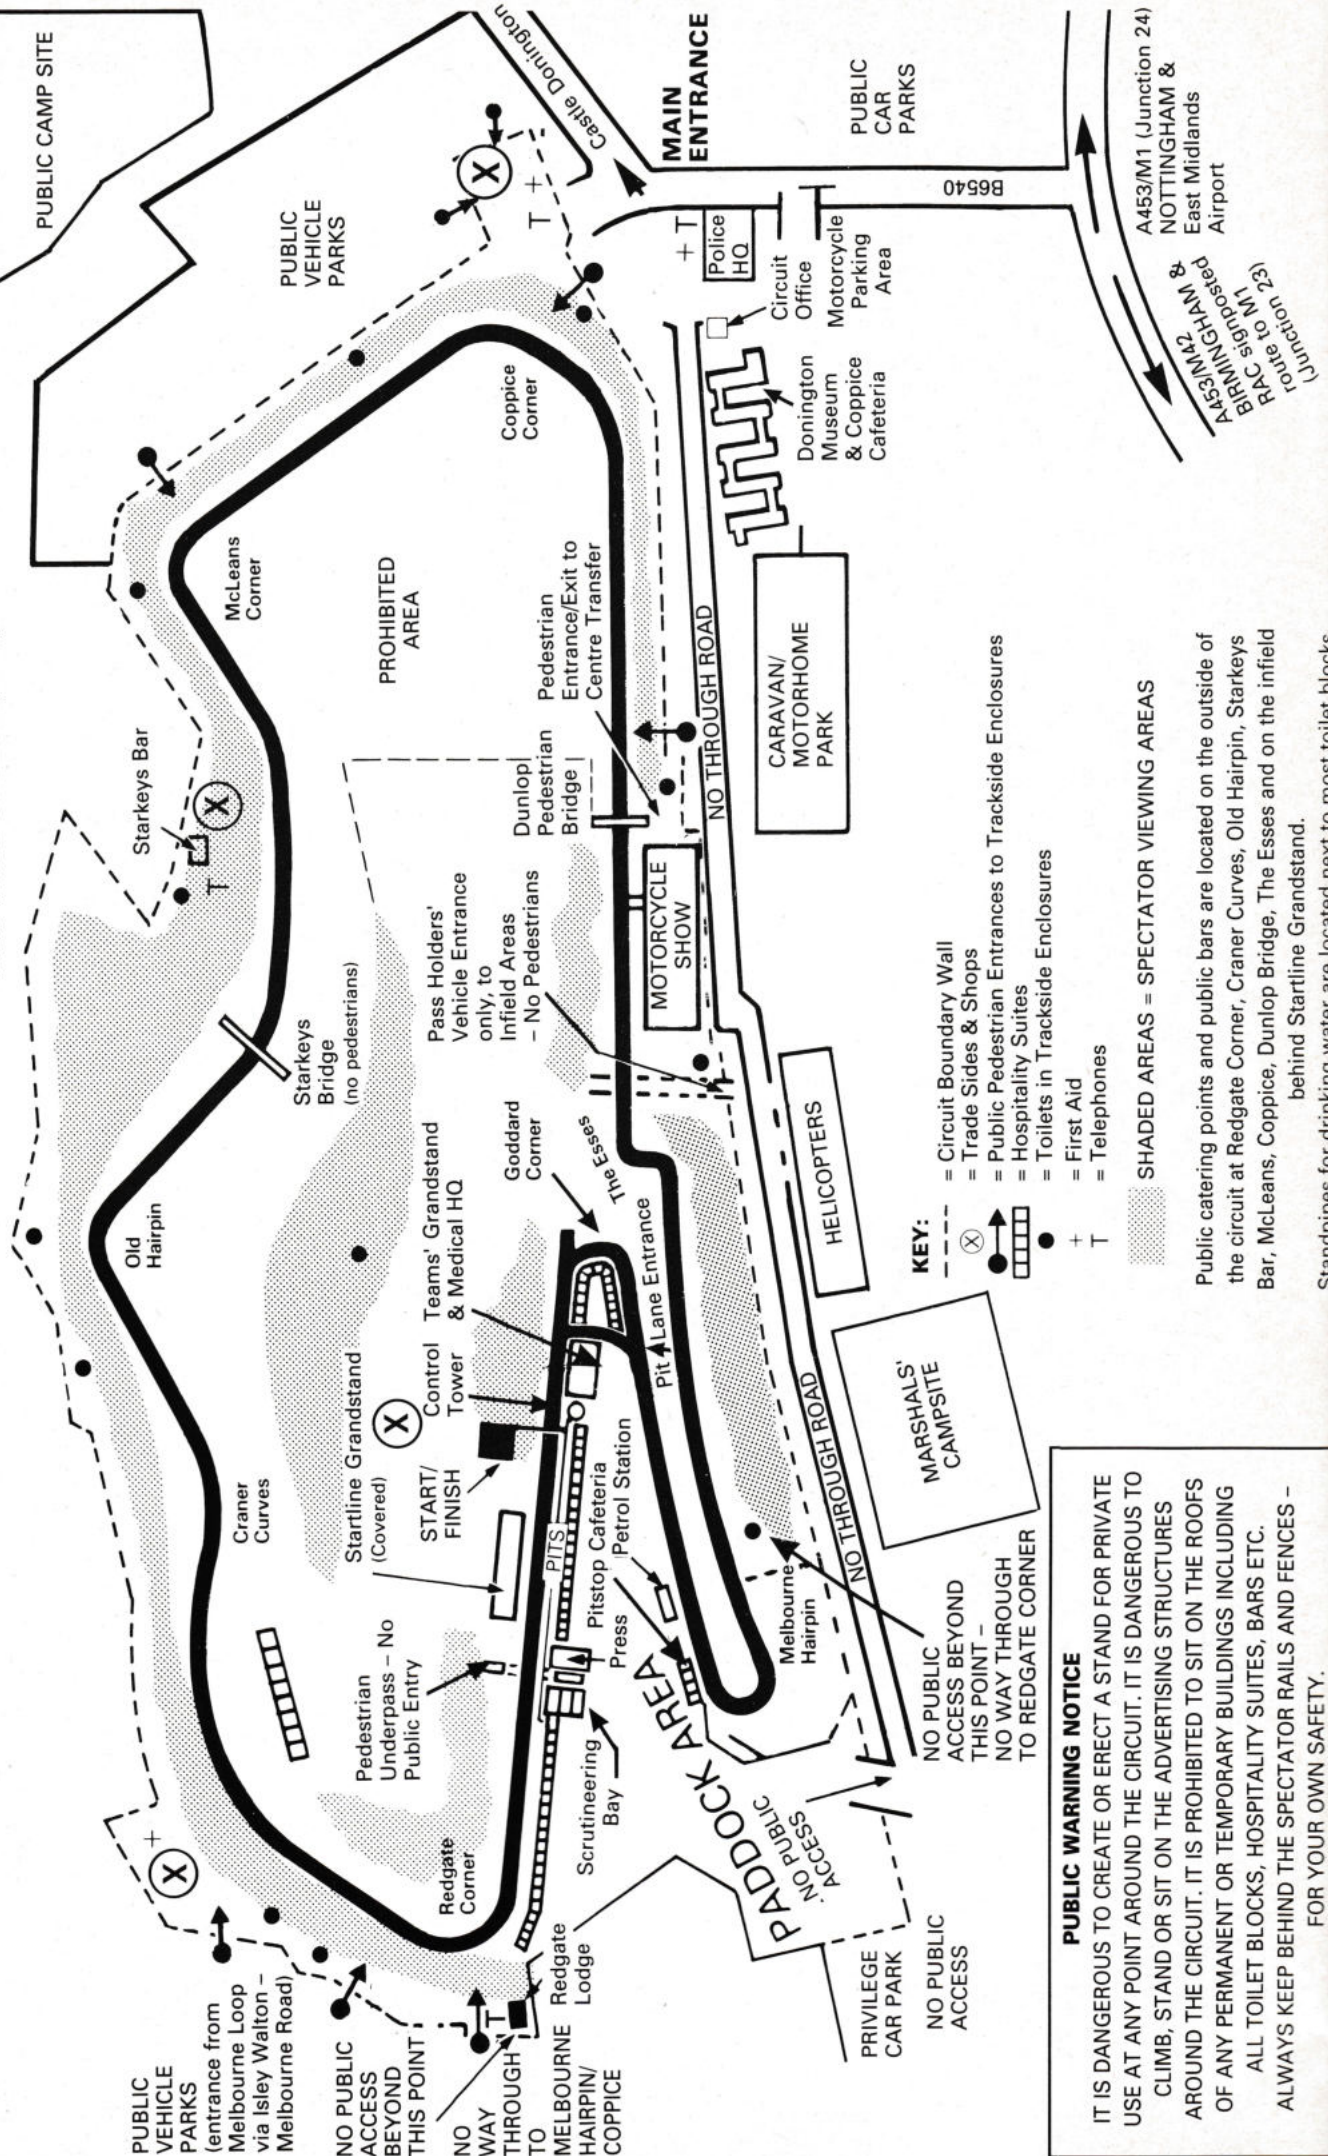 PUBLIC
VEHICLE
PARKS
(entrance from
Melbourne Loop
via Isley Walton –
Melbourne Road)
NO PUBLIC
ACCESS
BEYOND
THIS POINT
NO
WAY
THROUGH
TO
MELBOURNE
HAIRPIN/
COPPICE
Redgate
Lodge
X
+
T
Redgate
Corner
Craner
Curves
Pedestrian
Underpass – No
Public Entry
Startline Grandstand
(Covered)
START/
FINISH
X
Control
Tower
Teams' Grandstand
& Medical HQ
PITS
Pitstop Cafeteria
Petrol Station
Press
Scrutineering
Bay
Old
Hairpin
Starkeys
Bridge
(no pedestrians)
Goddard
Corner
The Esses
Pit Lane Entrance
Pass Holders'
Vehicle Entrance
only, to
Infield Areas
– No Pedestrians
Starkeys Bar
X
T
McLeans
Corner
PROHIBITED
AREA
Dunlop
Pedestrian
Bridge
Pedestrian
Entrance/Exit to
Centre Transfer
Coppice
Corner
PUBLIC
VEHICLE
PARKS
PUBLIC CAMP SITE
X
T +
Castle Donington
MAIN
ENTRANCE
PUBLIC
CAR
PARKS
+ T
Police
HQ
Circuit
Office
Motorcycle
Parking
Area
B6540
Donington
Museum
& Coppice
Cafeteria
A453/M1 (Junction 24)
NOTTINGHAM &
East Midlands
Airport
A453/M42
BIRMINGHAM &
RAC signposted
route to M1
(Junction 23)
NO THROUGH ROAD
CARAVAN/
MOTORHOME
PARK
MOTORCYCLE
SHOW
HELICOPTERS
NO THROUGH ROAD
MARSHALS'
CAMPSITE
Melbourne
Hairpin
NO PUBLIC
ACCESS BEYOND
THIS POINT –
NO WAY THROUGH
TO REDGATE CORNER
PADDOCK AREA
NO PUBLIC
ACCESS
PRIVILEGE
CAR PARK
NO PUBLIC
ACCESS
KEY:
= Circuit Boundary Wall
X = Trade Sides & Shops
= Public Pedestrian Entrances to Trackside Enclosures
= Hospitality Suites
= Toilets in Trackside Enclosures
+ = First Aid
T = Telephones
SHADED AREAS = SPECTATOR VIEWING AREAS
Public catering points and public bars are located on the outside of
the circuit at Redgate Corner, Craner Curves, Old Hairpin, Starkeys
Bar, McLeans, Coppice, Dunlop Bridge, The Esses and on the infield
behind Startline Grandstand.
Standpipes for drinking water are located next to most toilet blocks
PUBLIC WARNING NOTICE
IT IS DANGEROUS TO CREATE OR ERECT A STAND FOR PRIVATE
USE AT ANY POINT AROUND THE CIRCUIT. IT IS DANGEROUS TO
CLIMB, STAND OR SIT ON THE ADVERTISING STRUCTURES
AROUND THE CIRCUIT. IT IS PROHIBITED TO SIT ON THE ROOFS
OF ANY PERMANENT OR TEMPORARY BUILDINGS INCLUDING
ALL TOILET BLOCKS, HOSPITALITY SUITES, BARS ETC.
ALWAYS KEEP BEHIND THE SPECTATOR RAILS AND FENCES –
FOR YOUR OWN SAFETY.